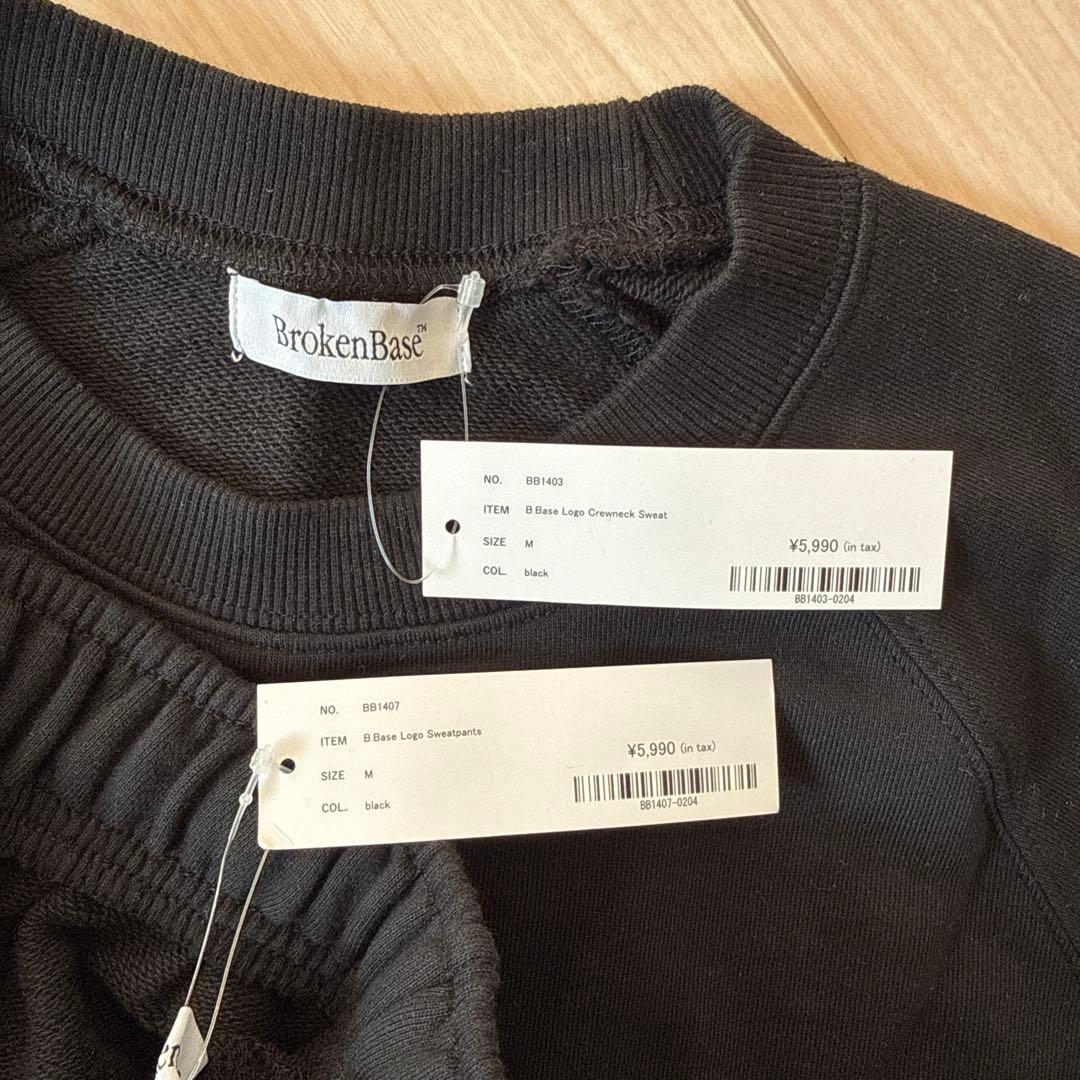 BrokenBase™
NO. BB1403
ITEM B.Base Logo Crewneck Sweat
SIZE M
¥5,990 (in tax)
COL. black
BB1403-0204
NO. BB1407
ITEM B.Base Logo Sweatpants
¥5,990 (in tax)
SIZE M
COL. black
BB1407-0204